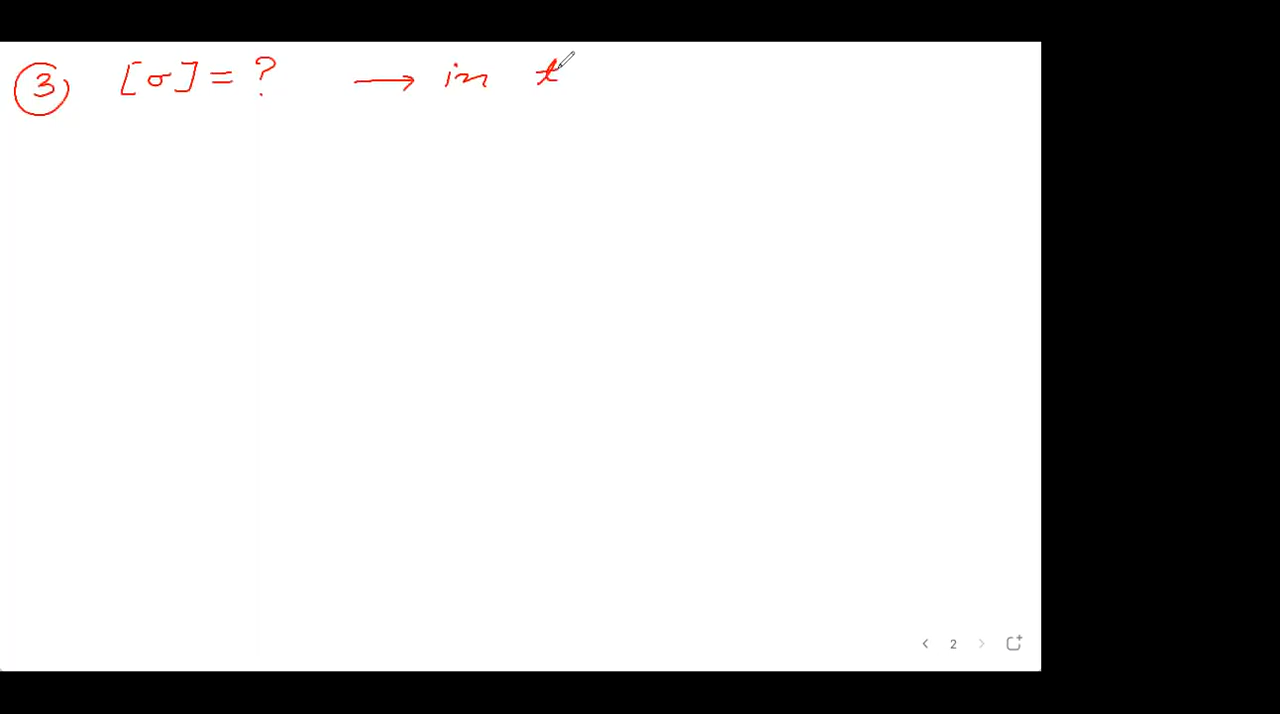 ③ [σ] = ? → in t
2